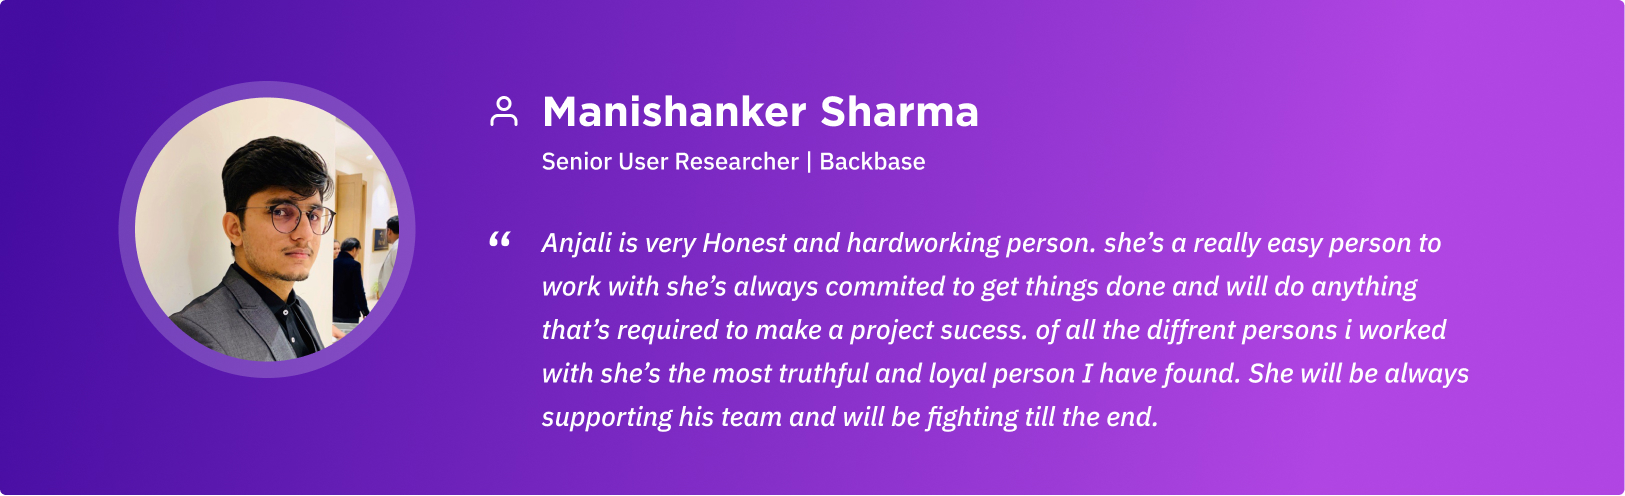 Manishanker Sharma
Senior User Researcher | Backbase
“ Anjali is very Honest and hardworking person. she’s a really easy person to
work with she’s always commited to get things done and will do anything
that’s required to make a project sucess. of all the diffrent persons i worked
with she’s the most truthful and loyal person I have found. She will be always
supporting his team and will be fighting till the end.